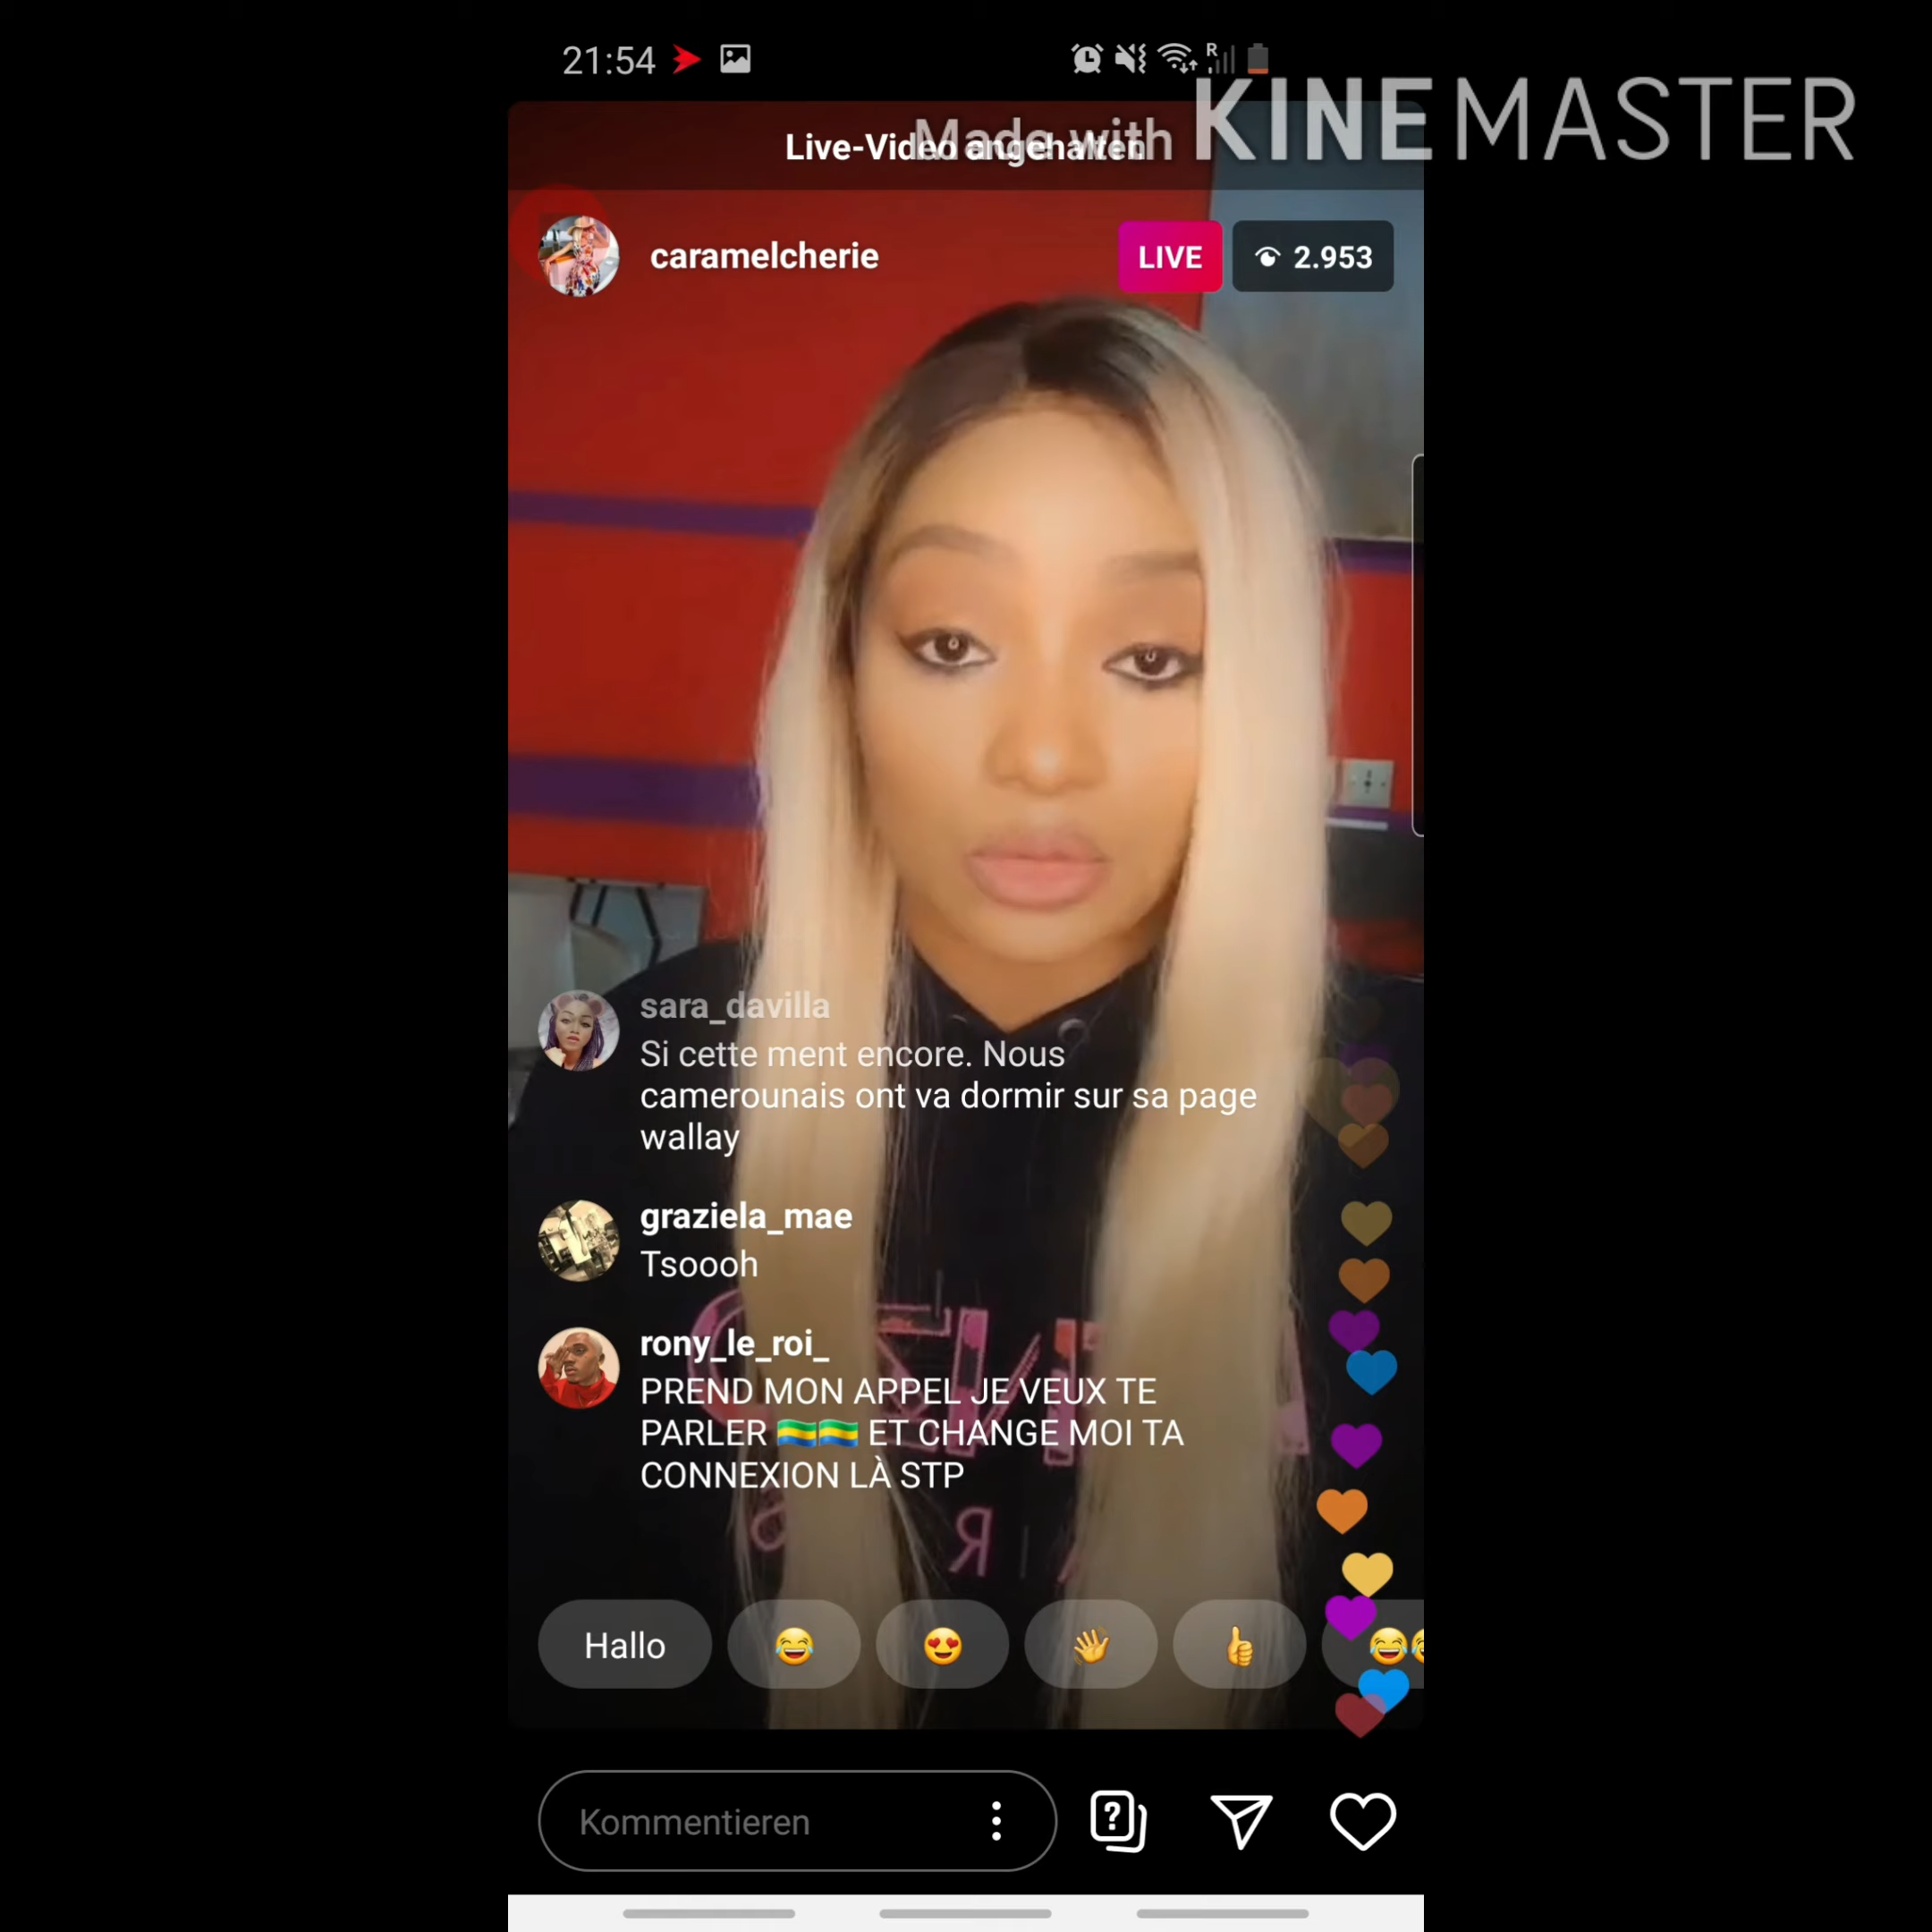 21:54
R
Made with KINEMASTER
Live-Video angehalten
caramelcherie
LIVE
2.953
sara_davilla
Si cette ment encore. Nous
camerounais ont va dormir sur sa page
wallay
graziela_mae
Tsoooh
rony_le_roi_
PREND MON APPEL JE VEUX TE
PARLER 🇬🇦🇬🇦 ET CHANGE MOI TA
CONNEXION LÀ STP
Hallo
Kommentieren